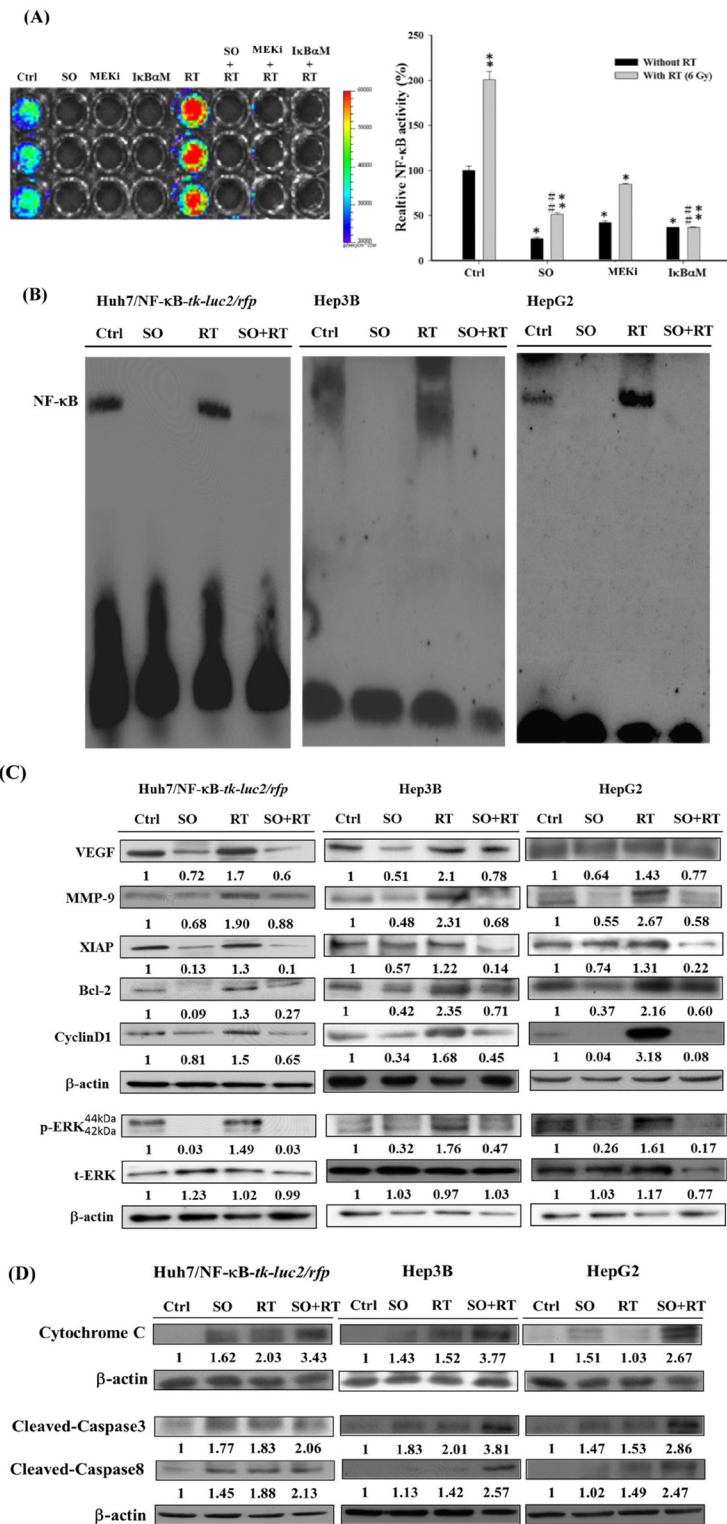 (A)
Ctrl SO MEKi IκBαM RT SO + RT MEKi + RT IκBαM + RT
60000
50000
40000
30000
20000
Realtive NF-κB activity (%)
250
200
150
100
50
0
Without RT
With RT (6 Gy)
**
* ## ** * * * ## **
Ctrl SO MEKi IκBαM
(B)
Huh7/NF-κB-tk-luc2/rfp Hep3B HepG2
Ctrl SO RT SO+RT Ctrl SO RT SO+RT Ctrl SO RT SO+RT
NF-κB
(C)
Huh7/NF-κB-tk-luc2/rfp Hep3B HepG2
Ctrl SO RT SO+RT Ctrl SO RT SO+RT Ctrl SO RT SO+RT
VEGF
1 0.72 1.7 0.6 1 0.51 2.1 0.78 1 0.64 1.43 0.77
MMP-9
1 0.68 1.90 0.88 1 0.48 2.31 0.68 1 0.55 2.67 0.58
XIAP
1 0.13 1.3 0.1 1 0.57 1.22 0.14 1 0.74 1.31 0.22
Bcl-2
1 0.09 1.3 0.27 1 0.42 2.35 0.71 1 0.37 2.16 0.60
CyclinD1
1 0.81 1.5 0.65 1 0.34 1.68 0.45 1 0.04 3.18 0.08
β-actin
p-ERK 44kDa
42kDa
1 0.03 1.49 0.03 1 0.32 1.76 0.47 1 0.26 1.61 0.17
t-ERK
1 1.23 1.02 0.99 1 1.03 0.97 1.03 1 1.03 1.17 0.77
β-actin
(D)
Huh7/NF-κB-tk-luc2/rfp Hep3B HepG2
Ctrl SO RT SO+RT Ctrl SO RT SO+RT Ctrl SO RT SO+RT
Cytochrome C
1 1.62 2.03 3.43 1 1.43 1.52 3.77 1 1.51 1.03 2.67
β-actin
Cleaved-Caspase3
1 1.77 1.83 2.06 1 1.83 2.01 3.81 1 1.47 1.53 2.86
Cleaved-Caspase8
1 1.45 1.88 2.13 1 1.13 1.42 2.57 1 1.02 1.49 2.47
β-actin